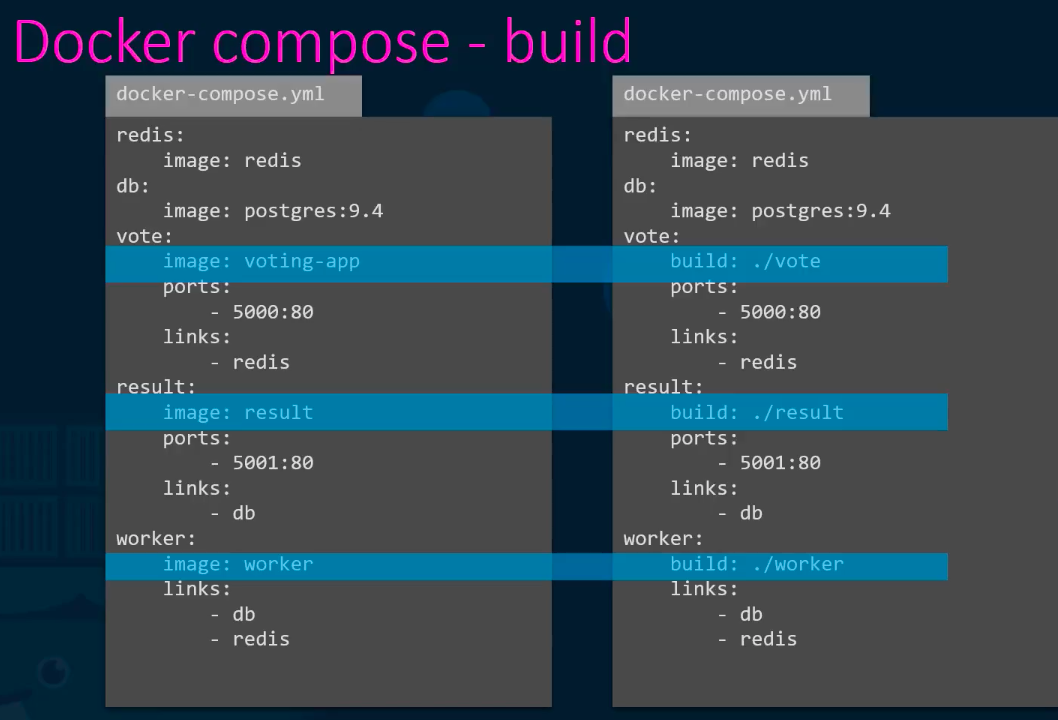 Docker compose - build
docker-compose.yml
redis:
    image: redis
db:
    image: postgres:9.4
vote:
    image: voting-app
    ports:
        - 5000:80
    links:
        - redis
result:
    image: result
    ports:
        - 5001:80
    links:
        - db
worker:
    image: worker
    links:
        - db
        - redis
docker-compose.yml
redis:
    image: redis
db:
    image: postgres:9.4
vote:
    build: ./vote
    ports:
        - 5000:80
    links:
        - redis
result:
    build: ./result
    ports:
        - 5001:80
    links:
        - db
worker:
    build: ./worker
    links:
        - db
        - redis